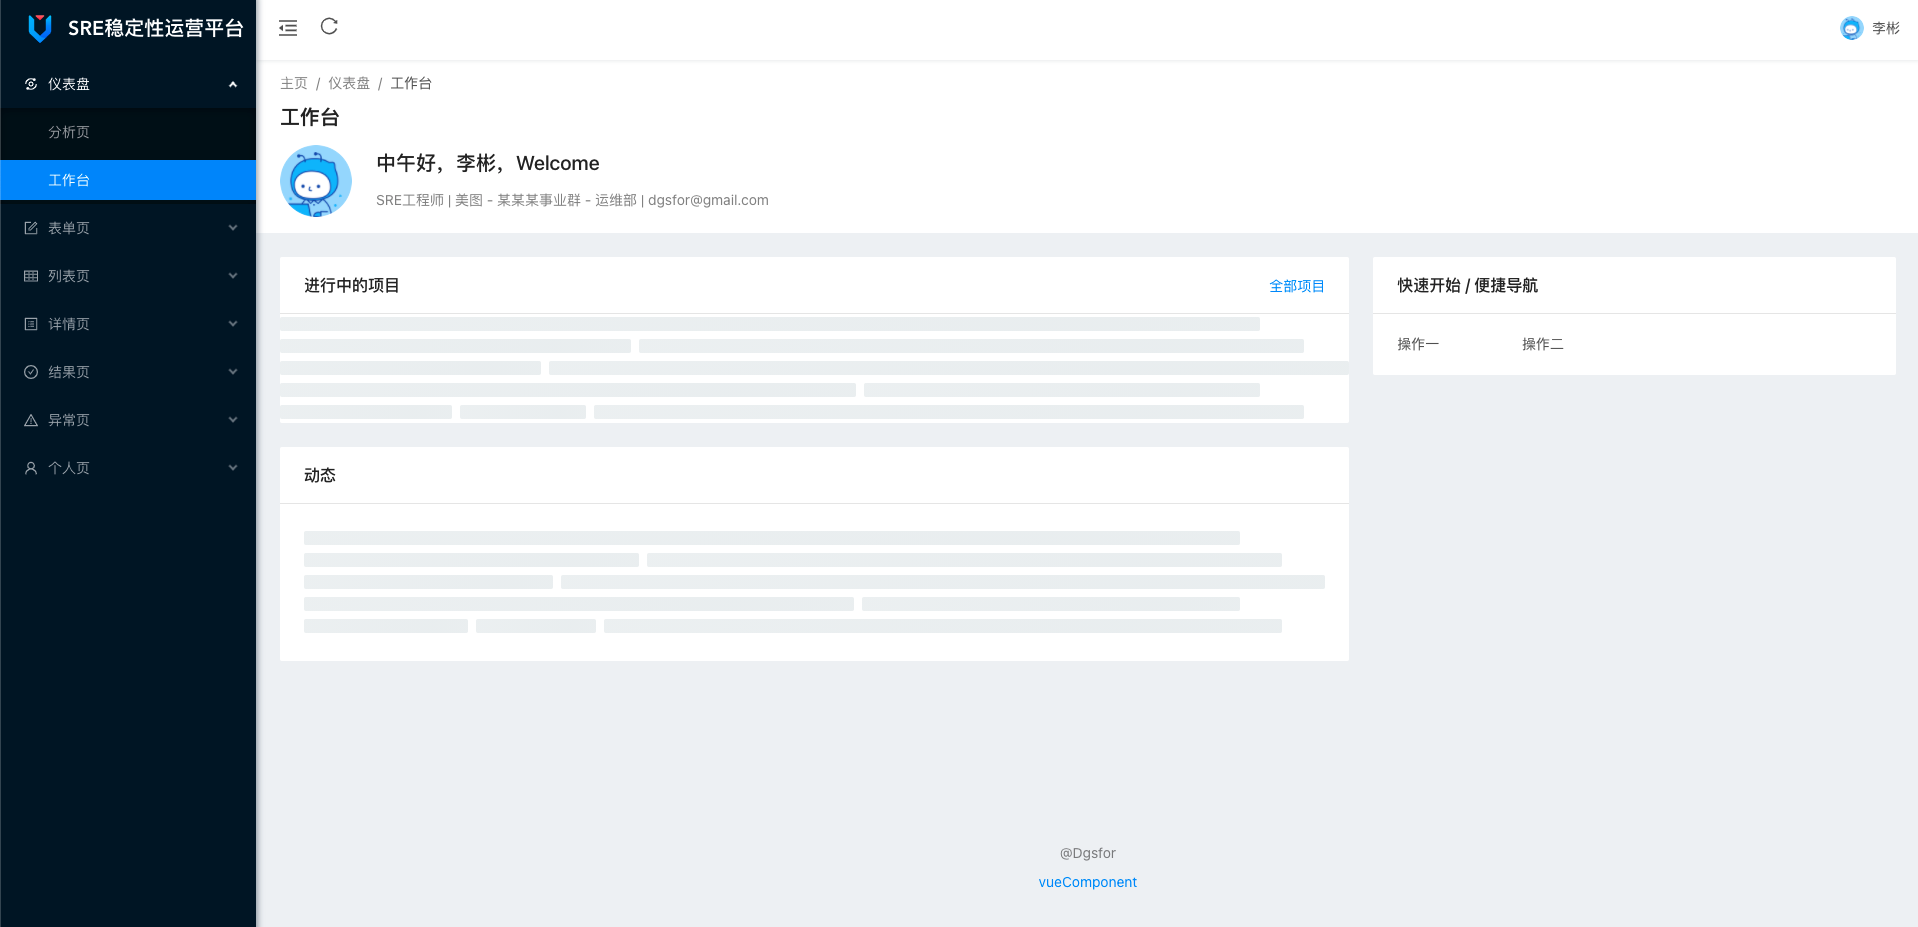 SRE稳定性运营平台
仪表盘
分析页
工作台
表单页
列表页
详情页
结果页
异常页
个人页
李彬
主页 / 仪表盘 / 工作台
工作台
中午好，李彬，Welcome
SRE工程师 | 美图 - 某某某事业群 - 运维部 | dgsfor@gmail.com
进行中的项目
全部项目
动态
快速开始 / 便捷导航
操作一
操作二
@Dgsfor
vueComponent